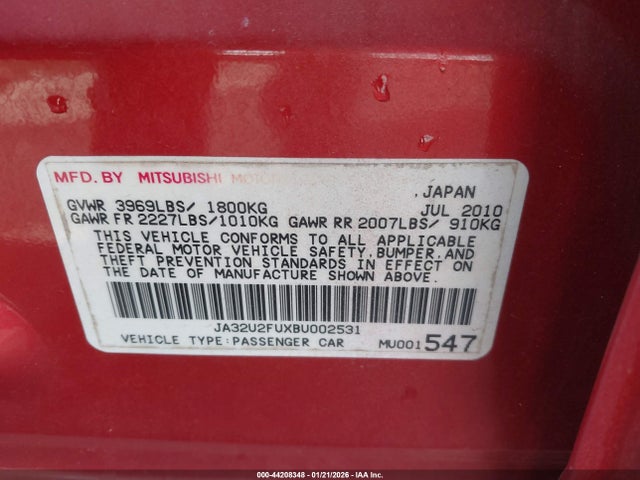 MFD. BY MITSUBISHI MOTORS
, JAPAN
GVWR 3969LBS/ 1800KG JUL 2010
GAWR FR 2227LBS/1010KG GAWR RR 2007LBS/ 910KG
THIS VEHICLE CONFORMS TO ALL APPLICABLE
FEDERAL MOTOR VEHICLE SAFETY, BUMPER, AND
THEFT PREVENTION STANDARDS IN EFFECT ON
THE DATE OF MANUFACTURE SHOWN ABOVE.
JA32U2FUXBU002531
VEHICLE TYPE:PASSENGER CAR MU001547
000-44208348 - 01/21/2026 - IAA Inc.